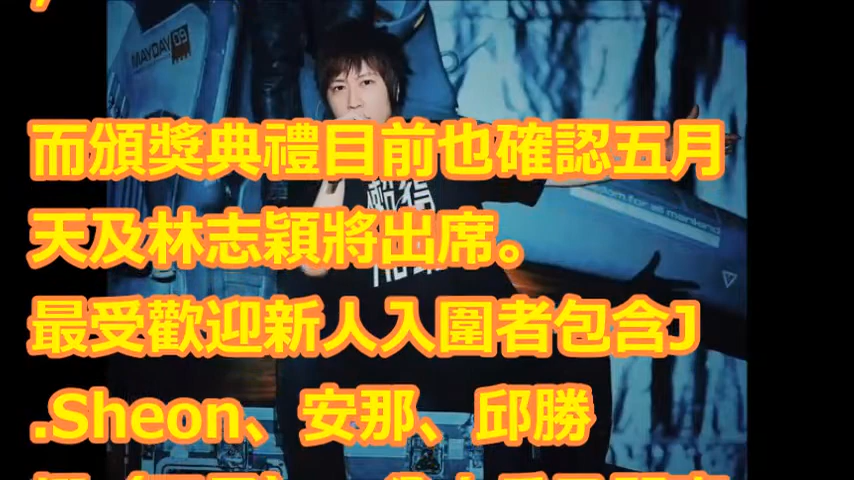 MAYDAY 09
而頒獎典禮目前也確認五月
天及林志穎將出席。
最受歡迎新人入圍者包含J
.Sheon、安那、邱勝